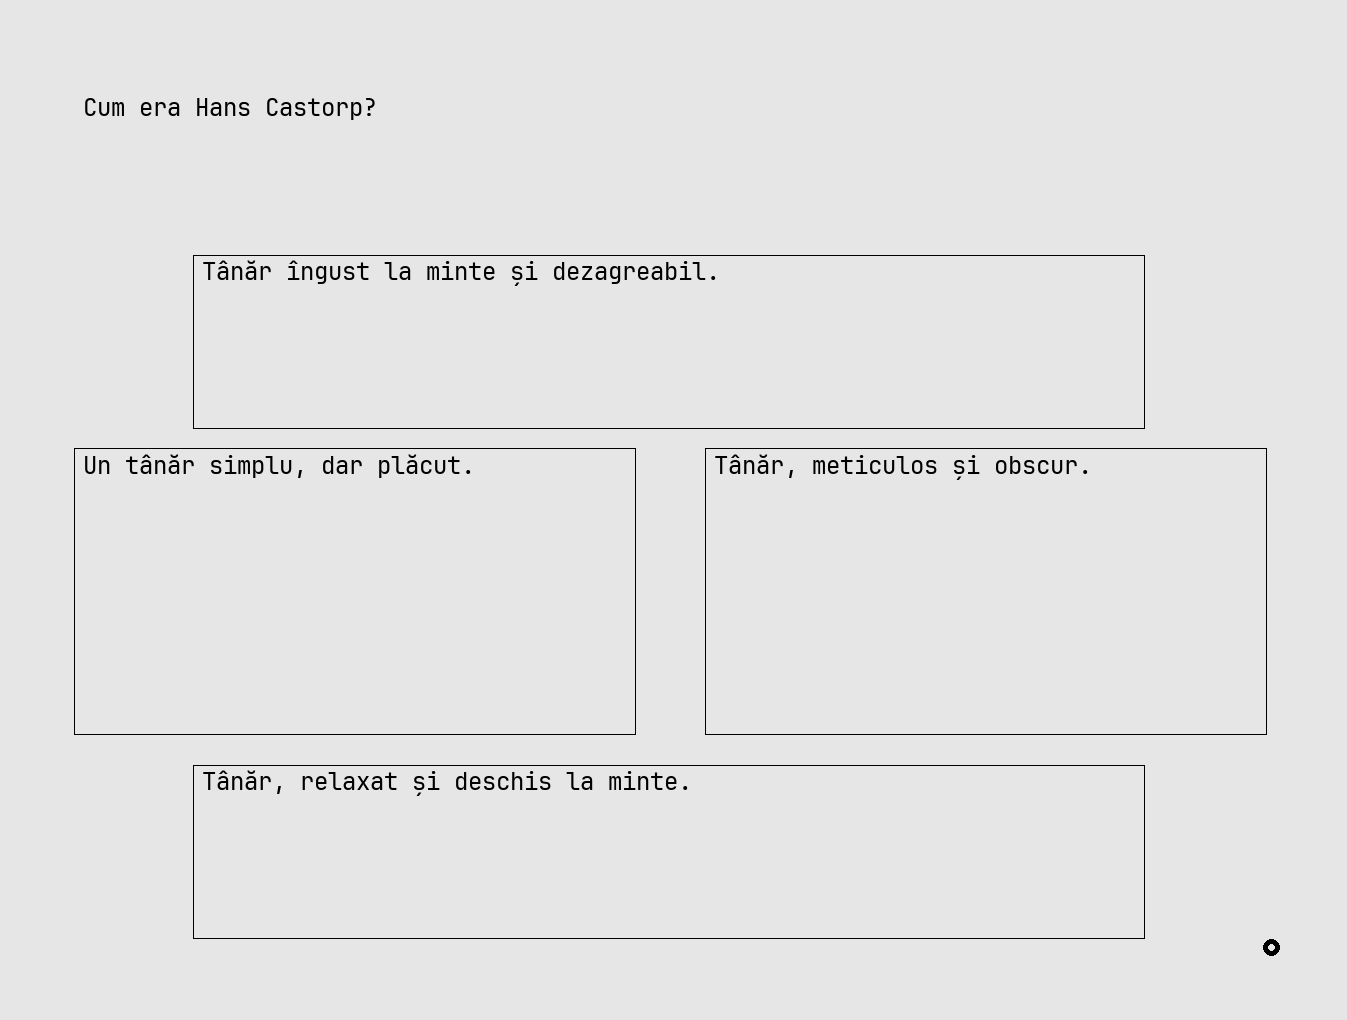 Cum era Hans Castorp?
Tânăr îngust la minte și dezagreabil.
Un tânăr simplu, dar plăcut.
Tânăr, meticulos și obscur.
Tânăr, relaxat și deschis la minte.